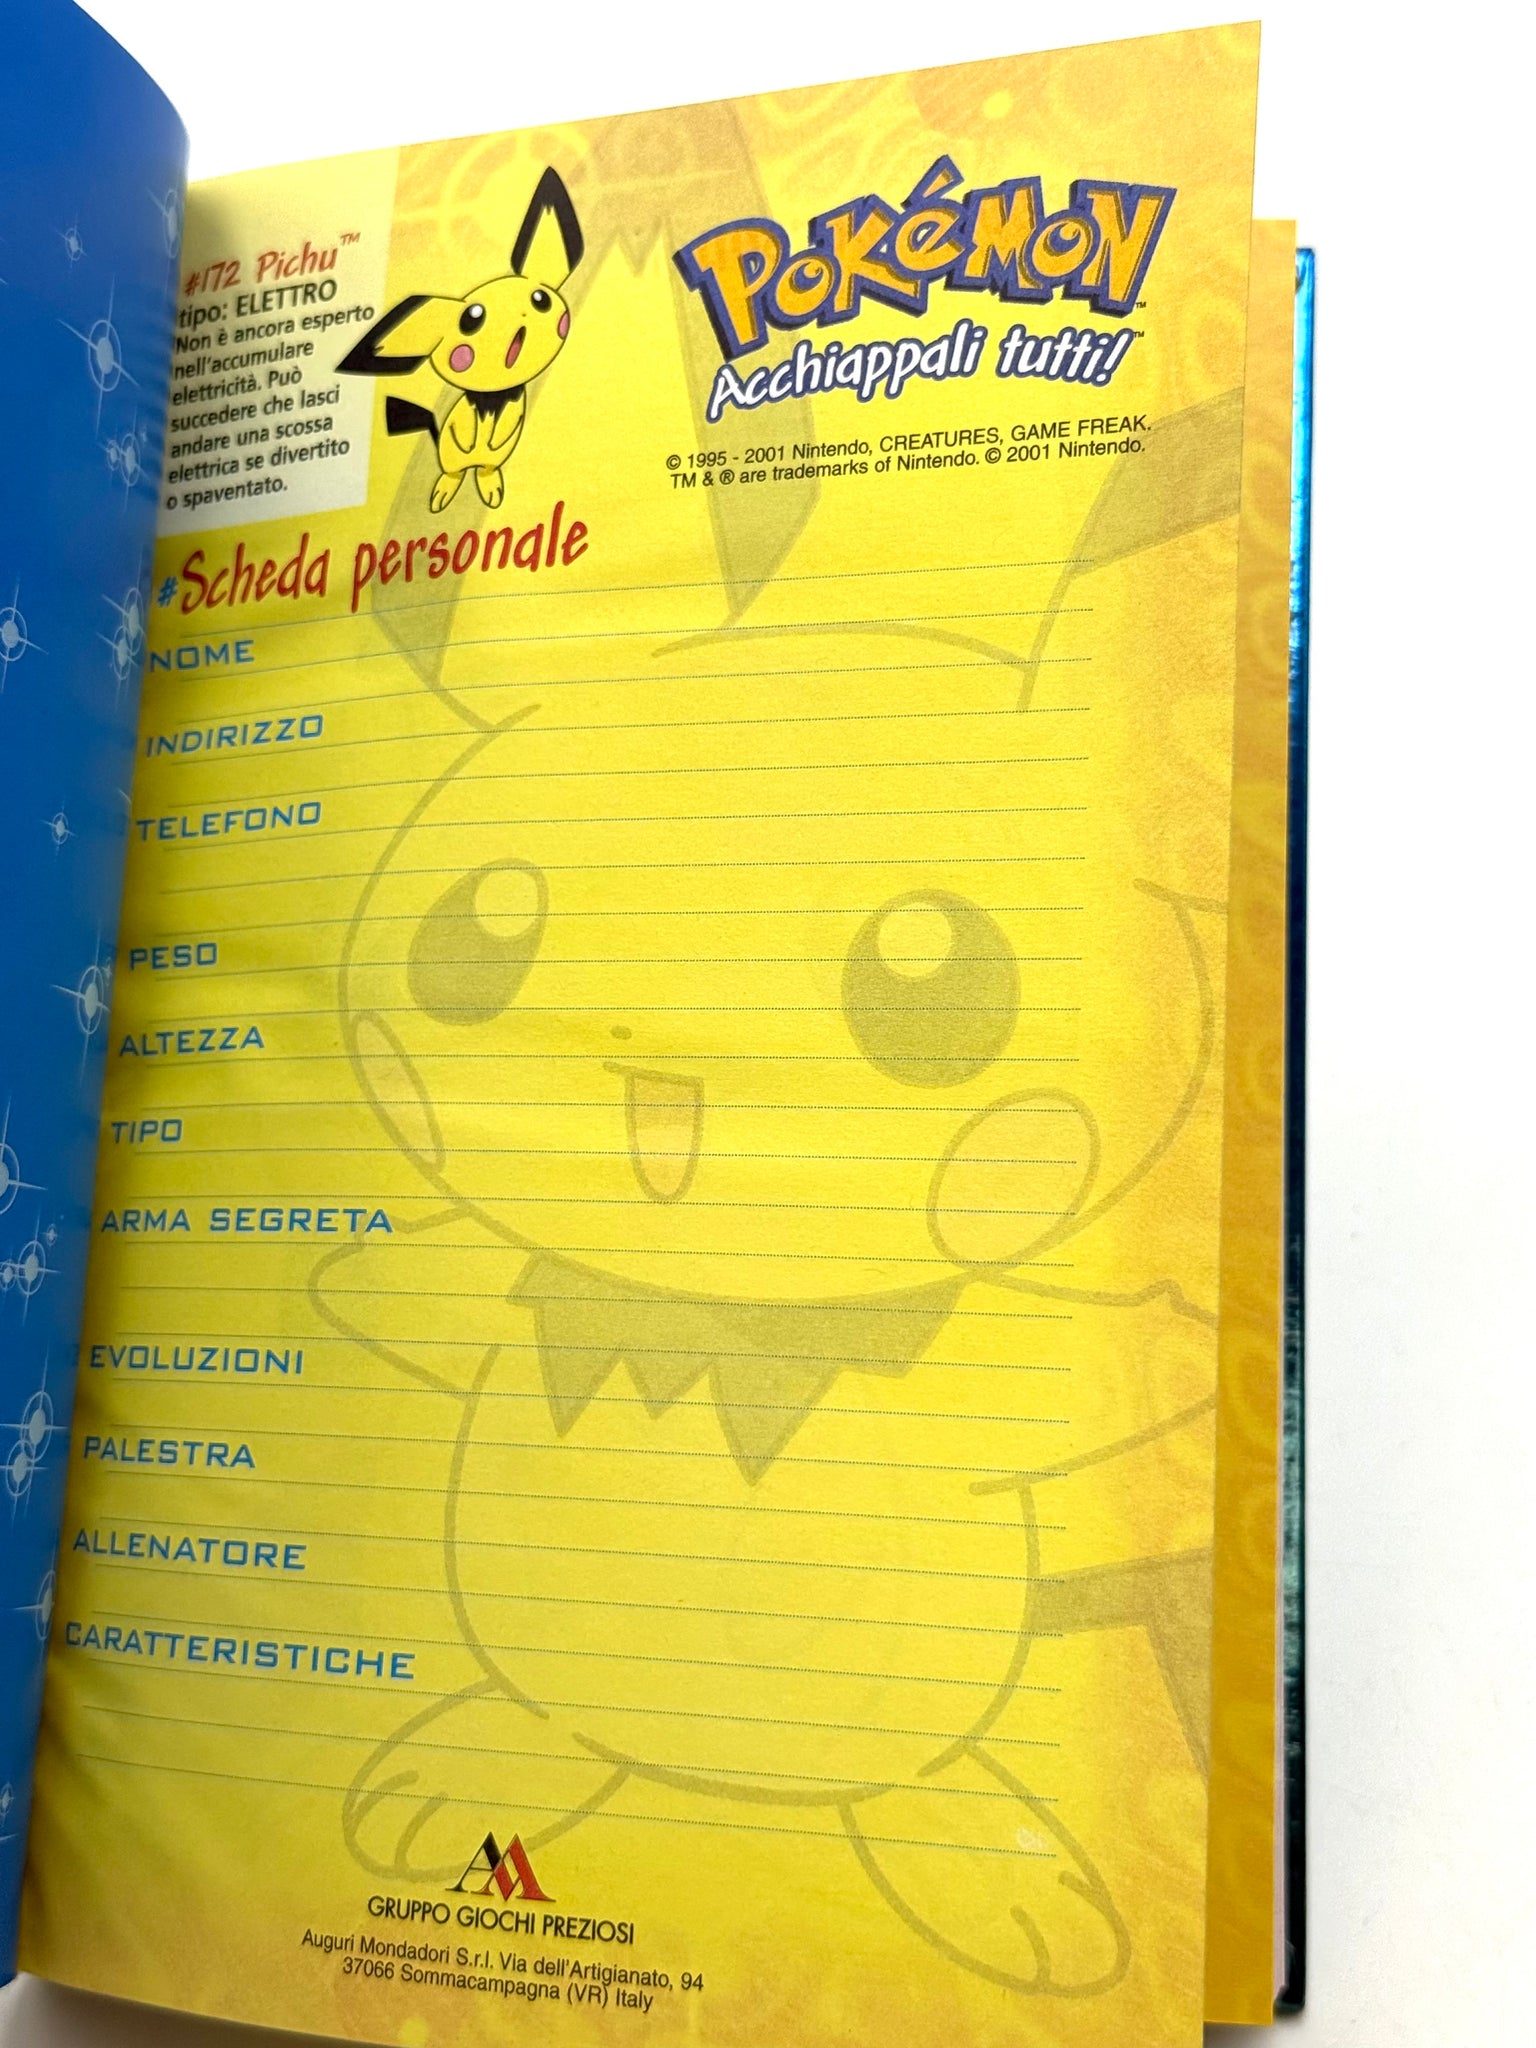 #172 Pichu™
tipo: ELETTRO
Non è ancora esperto
nell'accumulare
elettricità. Può
succedere che lasci
andare una scossa
elettrica se divertito
o spaventato.
POKéMON™
Acchiappali tutti!™
© 1995 - 2001 Nintendo, CREATURES, GAME FREAK.
TM & ® are trademarks of Nintendo. © 2001 Nintendo.
#Scheda personale
NOME
INDIRIZZO
TELEFONO
PESO
ALTEZZA
TIPO
ARMA SEGRETA
EVOLUZIONI
PALESTRA
ALLENATORE
CARATTERISTICHE
AM
GRUPPO GIOCHI PREZIOSI
Auguri Mondadori S.r.l. Via dell'Artigianato, 94
37066 Sommacampagna (VR) Italy